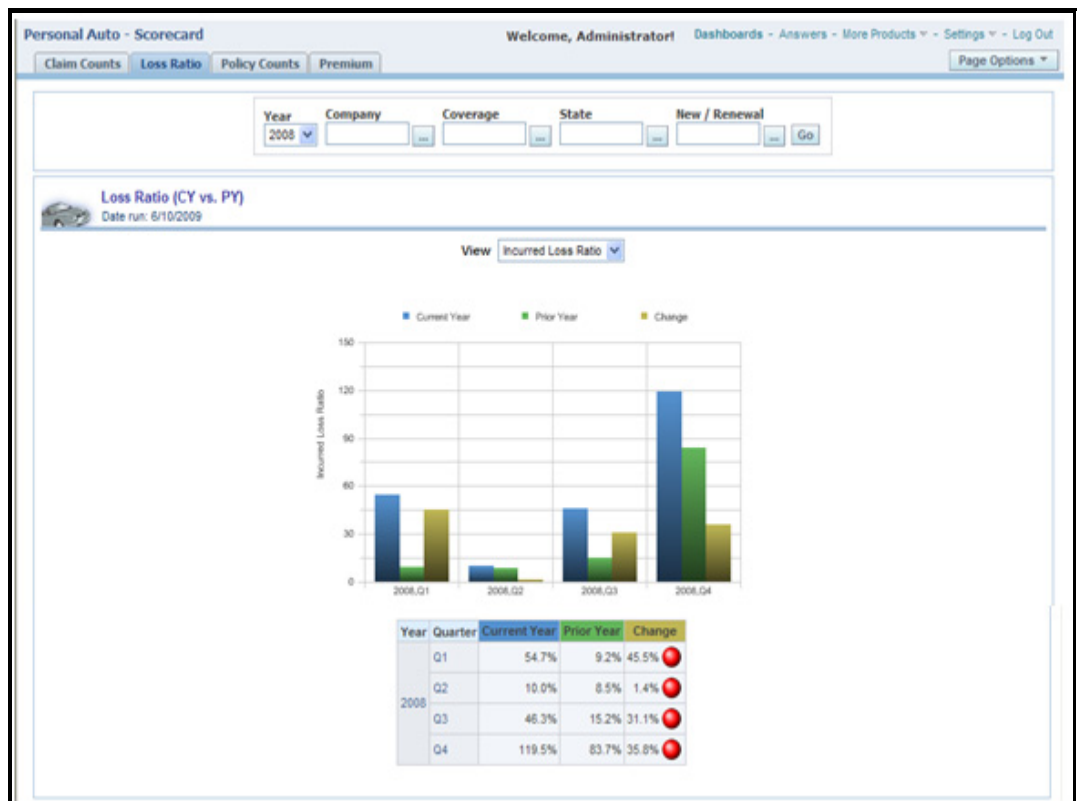 Personal Auto - Scorecard
Welcome, Administrator! Dashboards - Answers - More Products - Settings - Log Out
Claim Counts Loss Ratio Policy Counts Premium
Page Options
Year Company Coverage State New / Renewal
2008 ... ... ... ... Go
Loss Ratio (CY vs. PY)
Date run: 6/10/2009
View Incurred Loss Ratio
Current Year Prior Year Change
Incurred Loss Ratio
150
120
90
60
30
0
2008,Q1 2008,Q2 2008,Q3 2008,Q4
Year Quarter Current Year Prior Year Change
2008
Q1 54.7% 9.2% 45.5%
Q2 10.0% 8.5% 1.4%
Q3 46.3% 15.2% 31.1%
Q4 119.5% 83.7% 35.8%